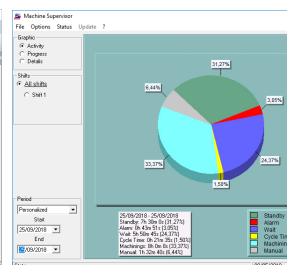 Machine Supervisor
File Options Status Update ?
Graphic
Activity
Progress
Details
Shifts
All shifts
Shift 1
Period
Personalized
Start
25/09/2018
End
25/09/2018
31,27%
3,05%
24,37%
1,50%
33,37%
9,44%
25/09/2018 - 25/09/2018
Standby: 7h 30m 0s (31,27%)
Alarm: 0h 43m 51s (3,05%)
Wait: 5h 50m 45s (24,37%)
Cycle Time: 0h 21m 35s (1,50%)
Machining: 8h 0m 8s (33,37%)
Manual: 1h 32m 40s (6,44%)
Standby
Alarm
Wait
Cycle Tim
Machinin
Manual